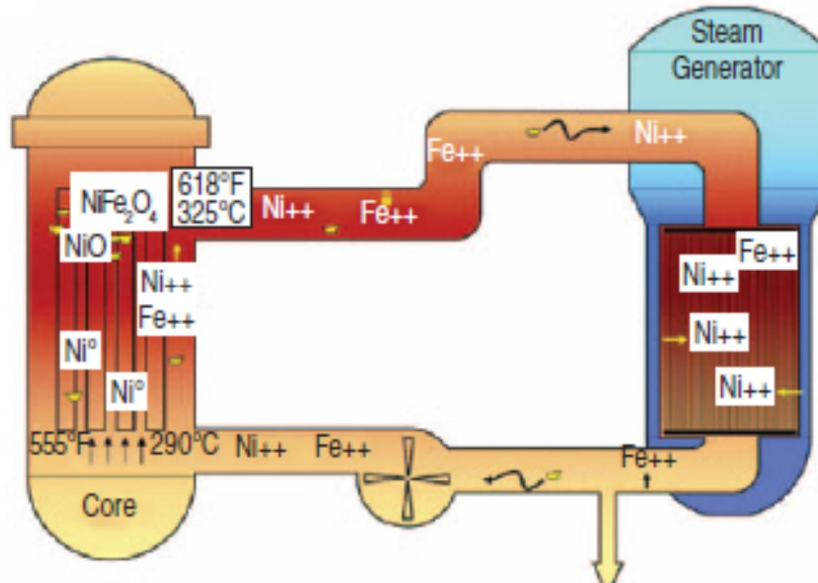 Steam
Generator
Ni++
Fe++
618°F
325°C
NiFe₂O₄
Ni++
Fe++
NiO
Fe++
Ni++
Ni++
Fe++
Ni++
Ni°
Ni°
Ni++
555°F
290°C
Ni++
Fe++
Fe++
Core